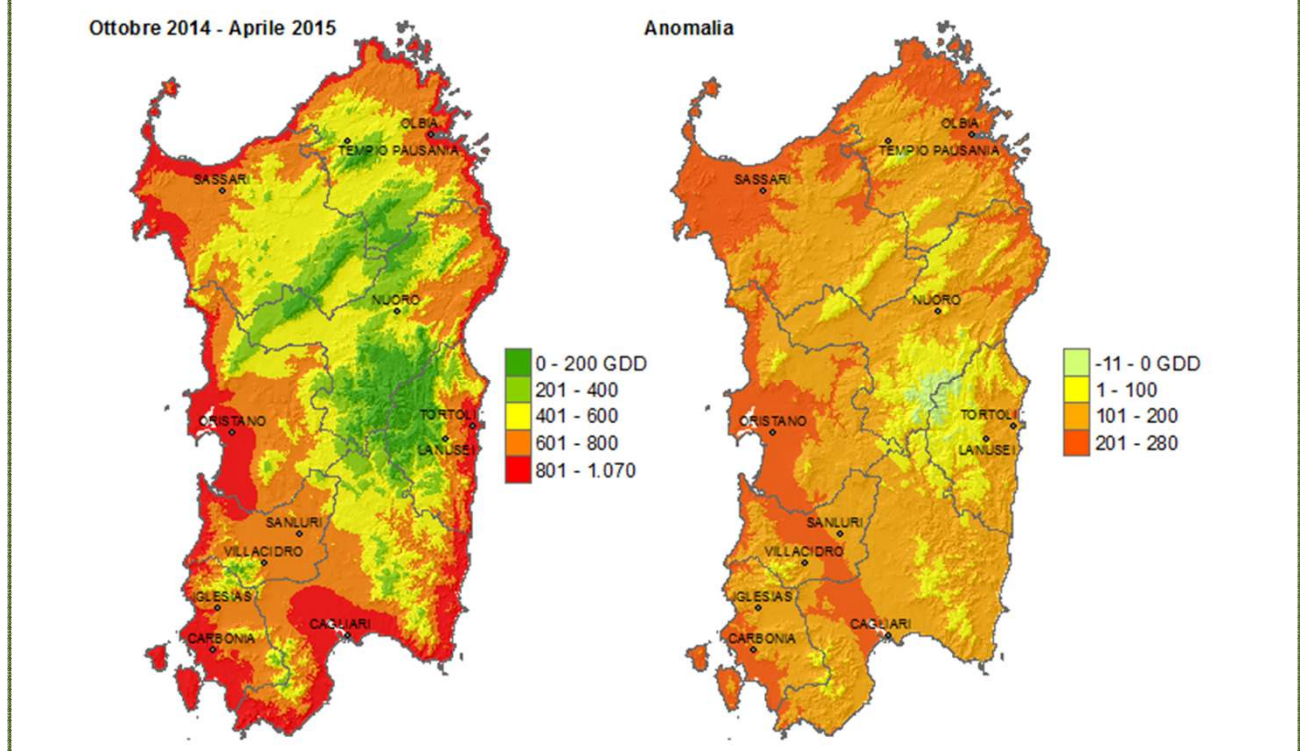 Ottobre 2014 - Aprile 2015
OLBIA
TEMPIO PAUSANIA
SASSARI
NUORO
ORISTANO
TORTOLI
LANUSEI
SANLURI
VILLACIDRO
IGLESIAS
CARBONIA
CAGLIARI
0 - 200 GDD
201 - 400
401 - 600
601 - 800
801 - 1.070
Anomalia
OLBIA
TEMPIO PAUSANIA
SASSARI
NUORO
ORISTANO
TORTOLI
LANUSEI
SANLURI
VILLACIDRO
IGLESIAS
CARBONIA
CAGLIARI
-11 - 0 GDD
1 - 100
101 - 200
201 - 280